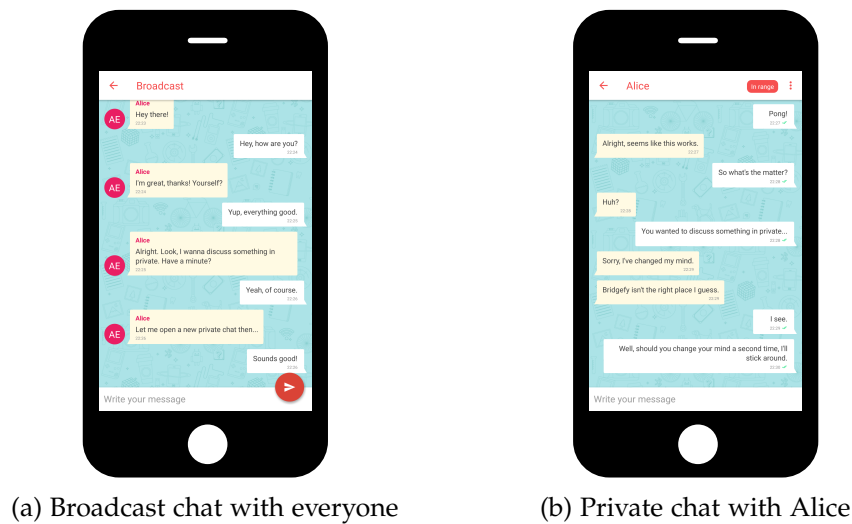 Broadcast
Alice
Hey there!
22:23
AE
Hey, how are you?
22:24
Alice
I'm great, thanks! Yourself?
22:24
AE
Yup, everything good.
22:25
Alice
Alright. Look, I wanna discuss something in
private. Have a minute?
22:25
AE
Yeah, of course.
22:26
Alice
Let me open a new private chat then...
22:26
AE
Sounds good!
22:26
Write your message
(a) Broadcast chat with everyone
Alice
In range
Pong!
22:27
Alright, seems like this works.
22:27
So what's the matter?
22:28
Huh?
22:28
You wanted to discuss something in private...
22:28
Sorry, I've changed my mind.
22:29
Bridgefy isn't the right place I guess.
22:29
I see.
22:29
Well, should you change your mind a second time, I'll
stick around.
22:30
Write your message
(b) Private chat with Alice